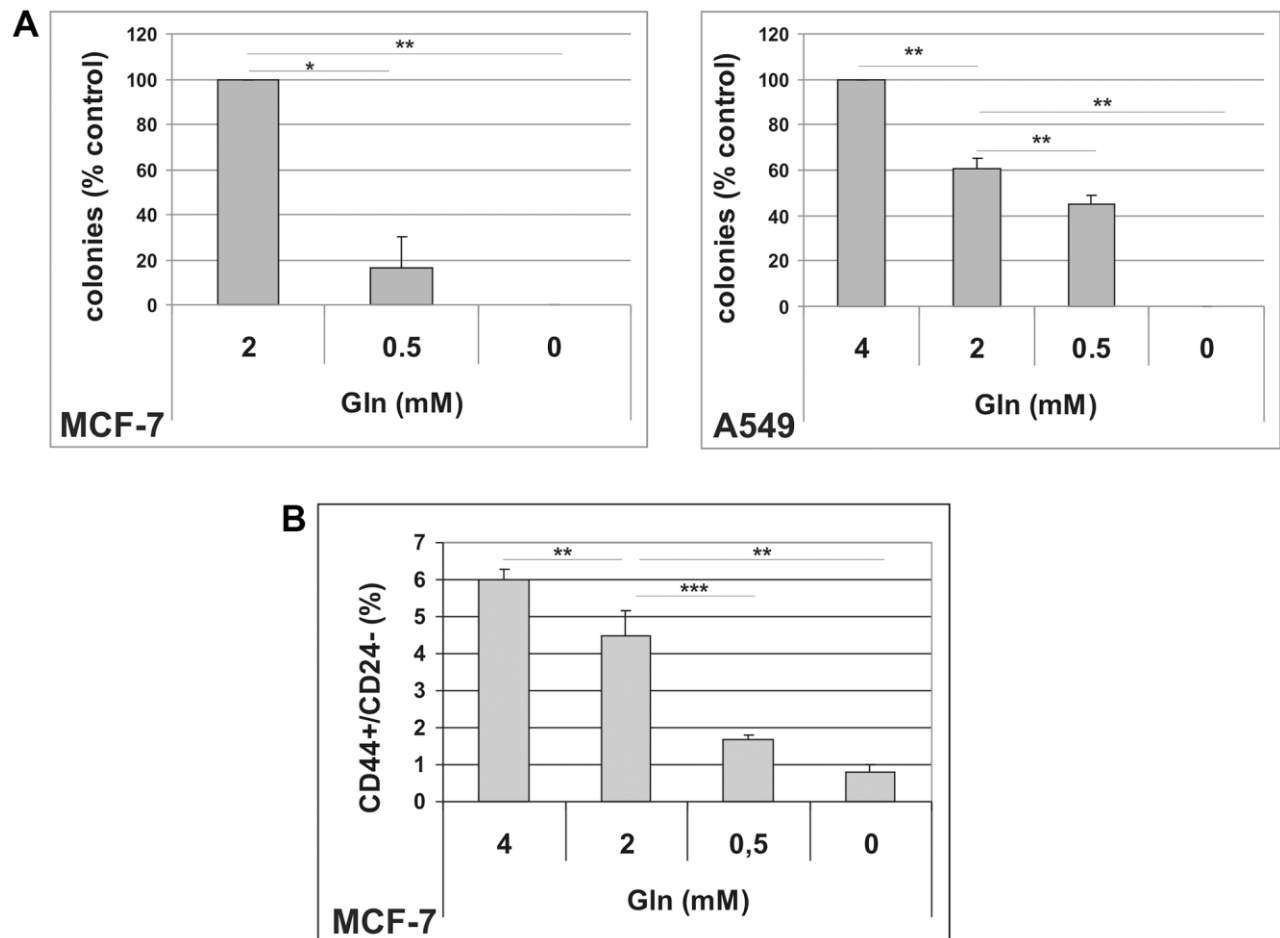 A
colonies (% control)
120
100
80
60
40
20
0
**
*
2 0.5 0
Gln (mM)
MCF-7
colonies (% control)
120
100
80
60
40
20
0
**
**
**
4 2 0.5 0
Gln (mM)
A549
B
CD44+/CD24- (%)
7
6
5
4
3
2
1
0
** **
***
4 2 0,5 0
Gln (mM)
MCF-7